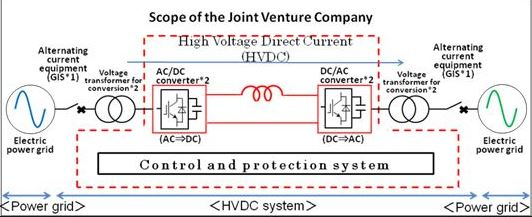 Scope of the Joint Venture Company
High Voltage Direct Current
(HVDC)
Alternating
current
equipment
(GIS*1)
Voltage
transformer for
conversion*2
AC/DC
converter*2
DC/AC
converter*2
Voltage
transformer for
conversion*2
Alternating
current
equipment
(GIS*1)
Electric
power grid
(AC⇒DC)
(DC⇒AC)
Electric
power grid
Control and protection system
<Power grid>
<HVDC system>
<Power grid>